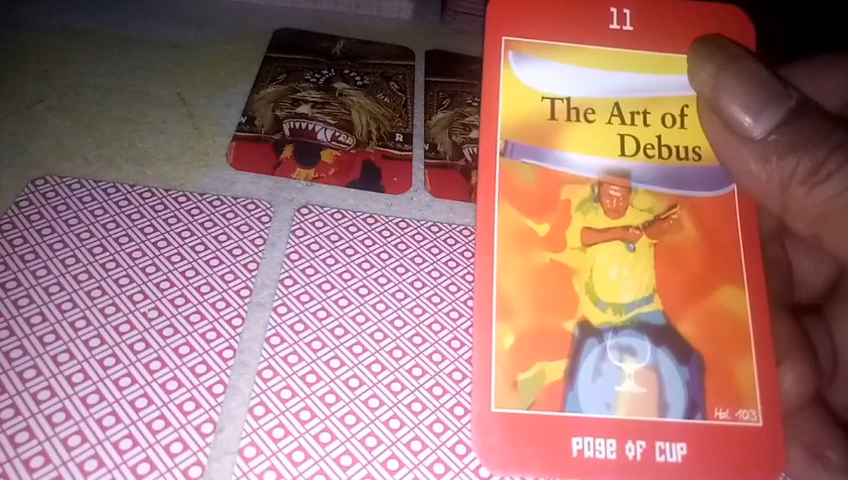 11
The Art of
Debus
Hal. 103
PAGE OF CUP